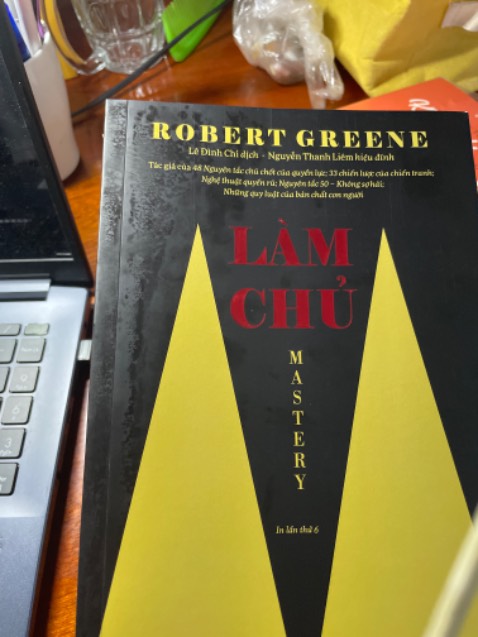 ROBERT GREENE
Lê Đình Chi dịch - Nguyễn Thanh Liêm hiệu đính
Tác giả của 48 Nguyên tắc chủ chốt của quyền lực; 33 chiến lược của chiến tranh;
Nghệ thuật quyến rũ; Nguyên tắc 50 – Không sợ hãi;
Những quy luật của bản chất con người
LÀM
CHỦ
MASTERY
In lần thứ 6